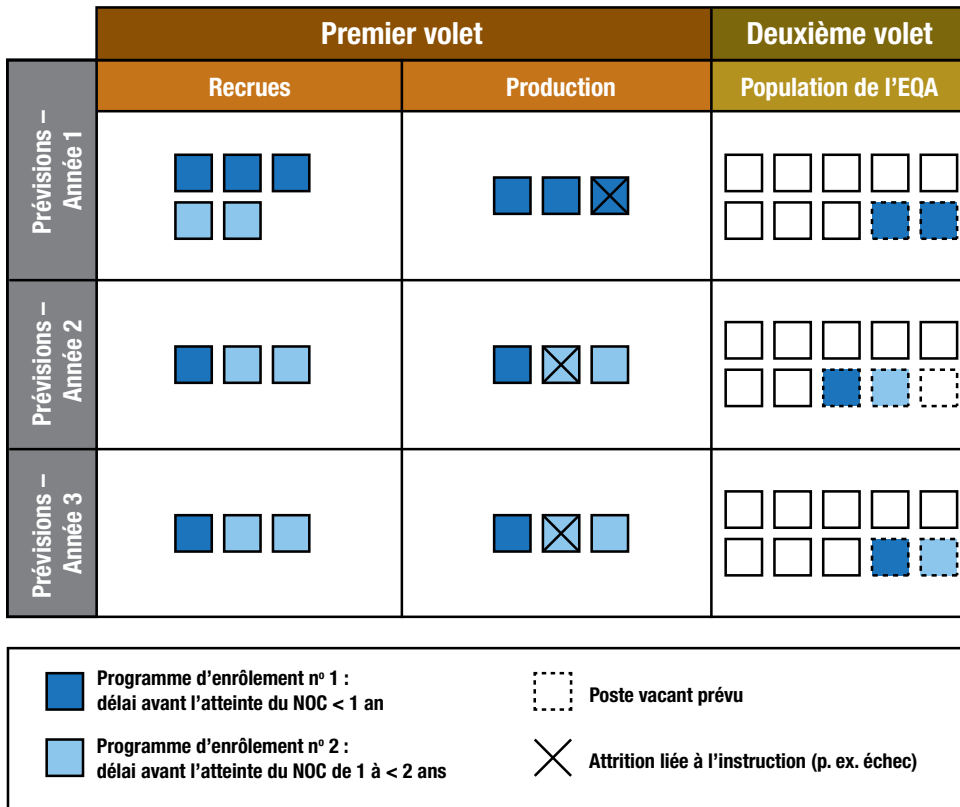 Premier volet
Deuxième volet
Recrues
Production
Population de l'EQA
Prévisions –
Année 1
Prévisions –
Année 2
Prévisions –
Année 3
Programme d'enrôlement nº 1 :
délai avant l'atteinte du NOC < 1 an
Programme d'enrôlement nº 2 :
délai avant l'atteinte du NOC de 1 à < 2 ans
Poste vacant prévu
Attrition liée à l'instruction (p. ex. échec)